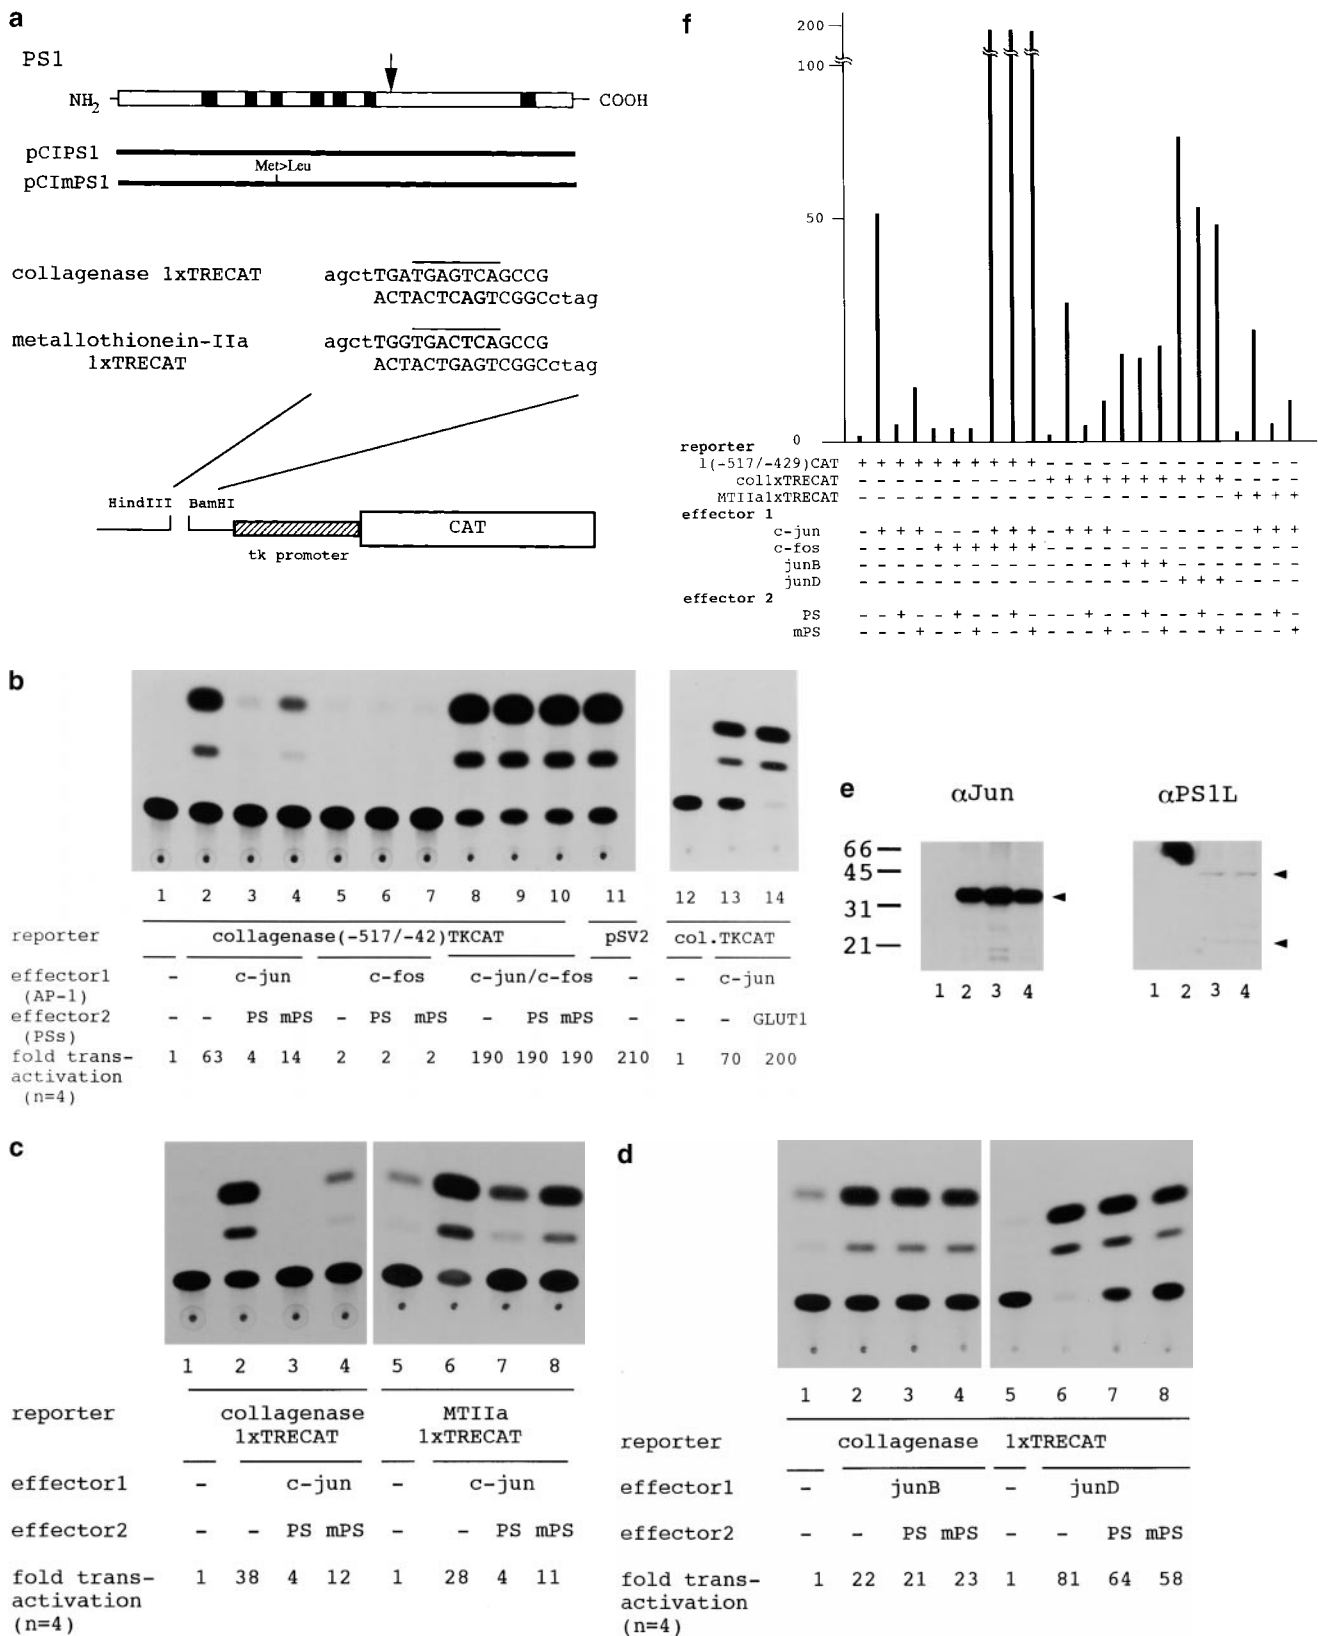 a
PS1
NH2 COOH
pCIPS1
Met>Leu
pCImPS1
collagenase 1xTRECAT agctTGATGAGTCAGCCG
ACTACTCAGTCGGCctag
metallothionein-IIa agctTGGTGACTCAGCCG
1xTRECAT ACTACTGAGTCGGCctag
HindIII BamHI
CAT
tk promoter
f
200
100
50
0
reporter
1(-517/-429)CAT + + + + + + + + + + - - - - - - - - - - - - - -
col1xTRECAT - - - - - - - - - - + + + + + + + + + + - - - -
MTIIa1xTRECAT - - - - - - - - - - - - - - - - - - - - + + + +
effector 1
c-jun - + + + - - - + + + - + + + - - - - - - - + + +
c-fos - - - - + + + + + + - - - - - - - - - - - - - -
junB - - - - - - - - - - - - - - + + + - - - - - - -
junD - - - - - - - - - - - - - - - - - + + + - - - -
effector 2
PS - - + - - + - - + - - - + - - + - - + - - - + -
mPS - - - + - - + - - + - - - + - - + - - + - - - +
b
1 2 3 4 5 6 7 8 9 10 11 12 13 14
reporter collagenase(-517/-42)TKCAT pSV2 col.TKCAT
effector1 - c-jun c-fos c-jun/c-fos - - c-jun
(AP-1)
effector2 - - PS mPS - PS mPS - PS mPS - - - GLUT1
(PSs)
fold trans- 1 63 4 14 2 2 2 190 190 190 210 1 70 200
activation
(n=4)
e
αJun αPS1L
66
45
31
21
1 2 3 4 1 2 3 4
c
1 2 3 4 5 6 7 8
reporter collagenase MTIIa
1xTRECAT 1xTRECAT
effector1 - c-jun - c-jun
effector2 - - PS mPS - - PS mPS
fold trans- 1 38 4 12 1 28 4 11
activation
(n=4)
d
1 2 3 4 5 6 7 8
reporter collagenase 1xTRECAT
effector1 - junB - junD
effector2 - - PS mPS - - PS mPS
fold trans- 1 22 21 23 1 81 64 58
activation
(n=4)